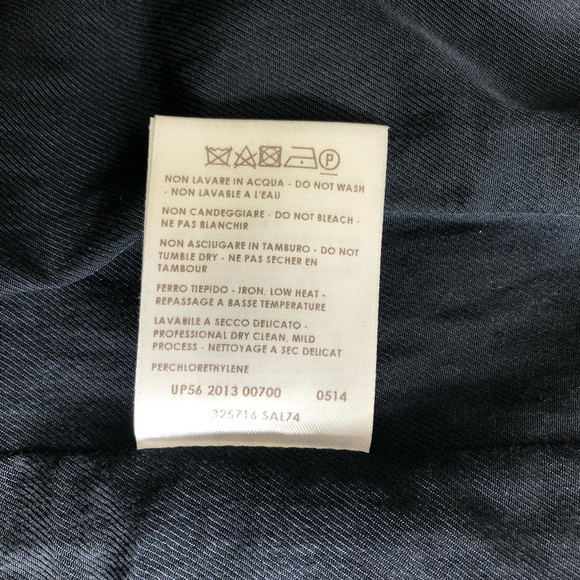 P
NON LAVARE IN ACQUA - DO NOT WASH
- NON LAVABLE A L'EAU
NON CANDEGGIARE - DO NOT BLEACH -
NE PAS BLANCHIR
NON ASCIUGARE IN TAMBURO - DO NOT
TUMBLE DRY - NE PAS SECHER EN
TAMBOUR
FERRO TIEPIDO - IRON, LOW HEAT -
REPASSAGE A BASSE TEMPERATURE
LAVABILE A SECCO DELICATO -
PROFESSIONAL DRY CLEAN, MILD
PROCESS - NETTOYAGE A SEC DELICAT
PERCHLORETHYLENE
UP56 2013 00700 0514
325716 SAL74